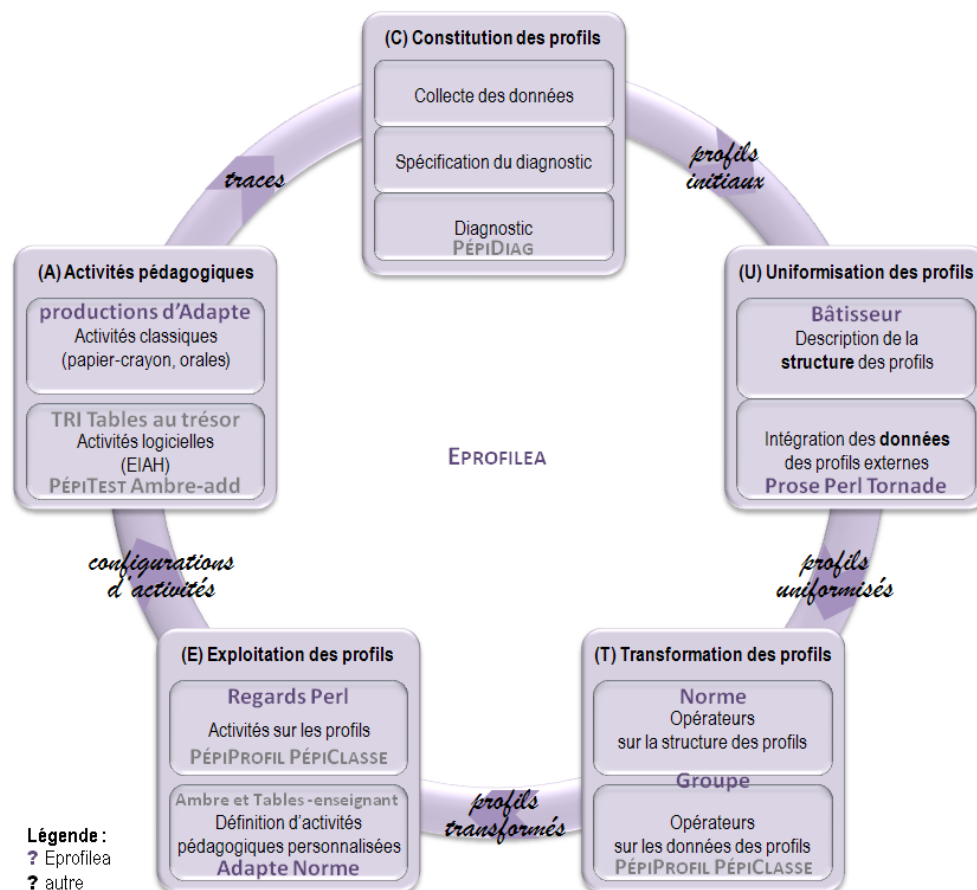 (C) Constitution des profils
Collecte des données
Spécification du diagnostic
Diagnostic
PÉPIDIAG
traces
profils
initiaux
(A) Activités pédagogiques
productions d'Adapte
Activités classiques
(papier-crayon, orales)
TRI Tables au trésor
Activités logicielles
(EIAH)
PÉPITEST Ambre-add
(U) Uniformisation des profils
Bâtisseur
Description de la
structure des profils
Intégration des données
des profils externes
Prose Perl Tornade
EPROFILEA
configurations
d'activités
profils
uniformisés
(E) Exploitation des profils
Regards Perl
Activités sur les profils
PÉPIPROFIL PÉPICLASSE
Ambre et Tables -enseignant
Définition d'activités
pédagogiques personnalisées
Adapte Norme
profils
transformés
(T) Transformation des profils
Norme
Opérateurs
sur la structure des profils
Groupe
Opérateurs
sur les données des profils
PÉPIPROFIL PÉPICLASSE
Légende :
? Eprofilea
? autre